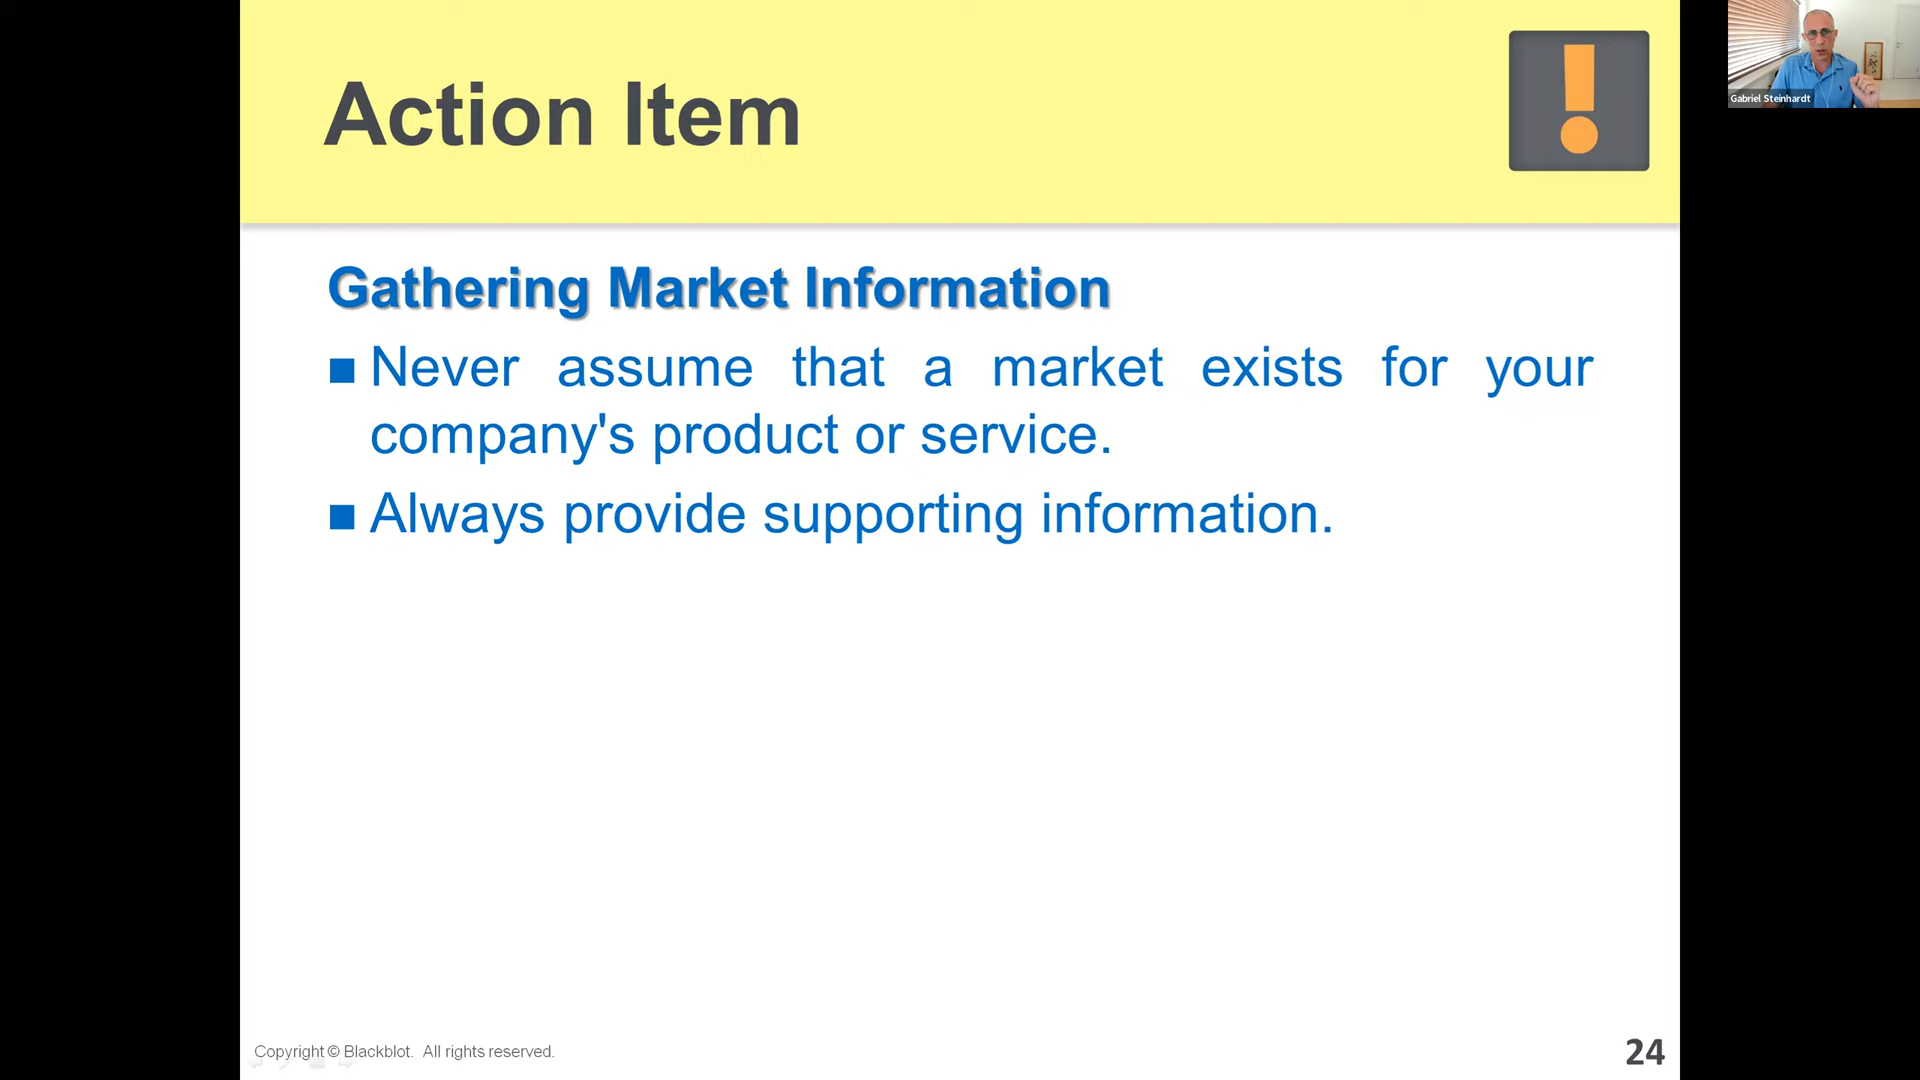 Action Item
Gabriel Steinhardt
Gathering Market Information
Never assume that a market exists for your
company's product or service.
Always provide supporting information.
Copyright © Blackblot. All rights reserved.
24